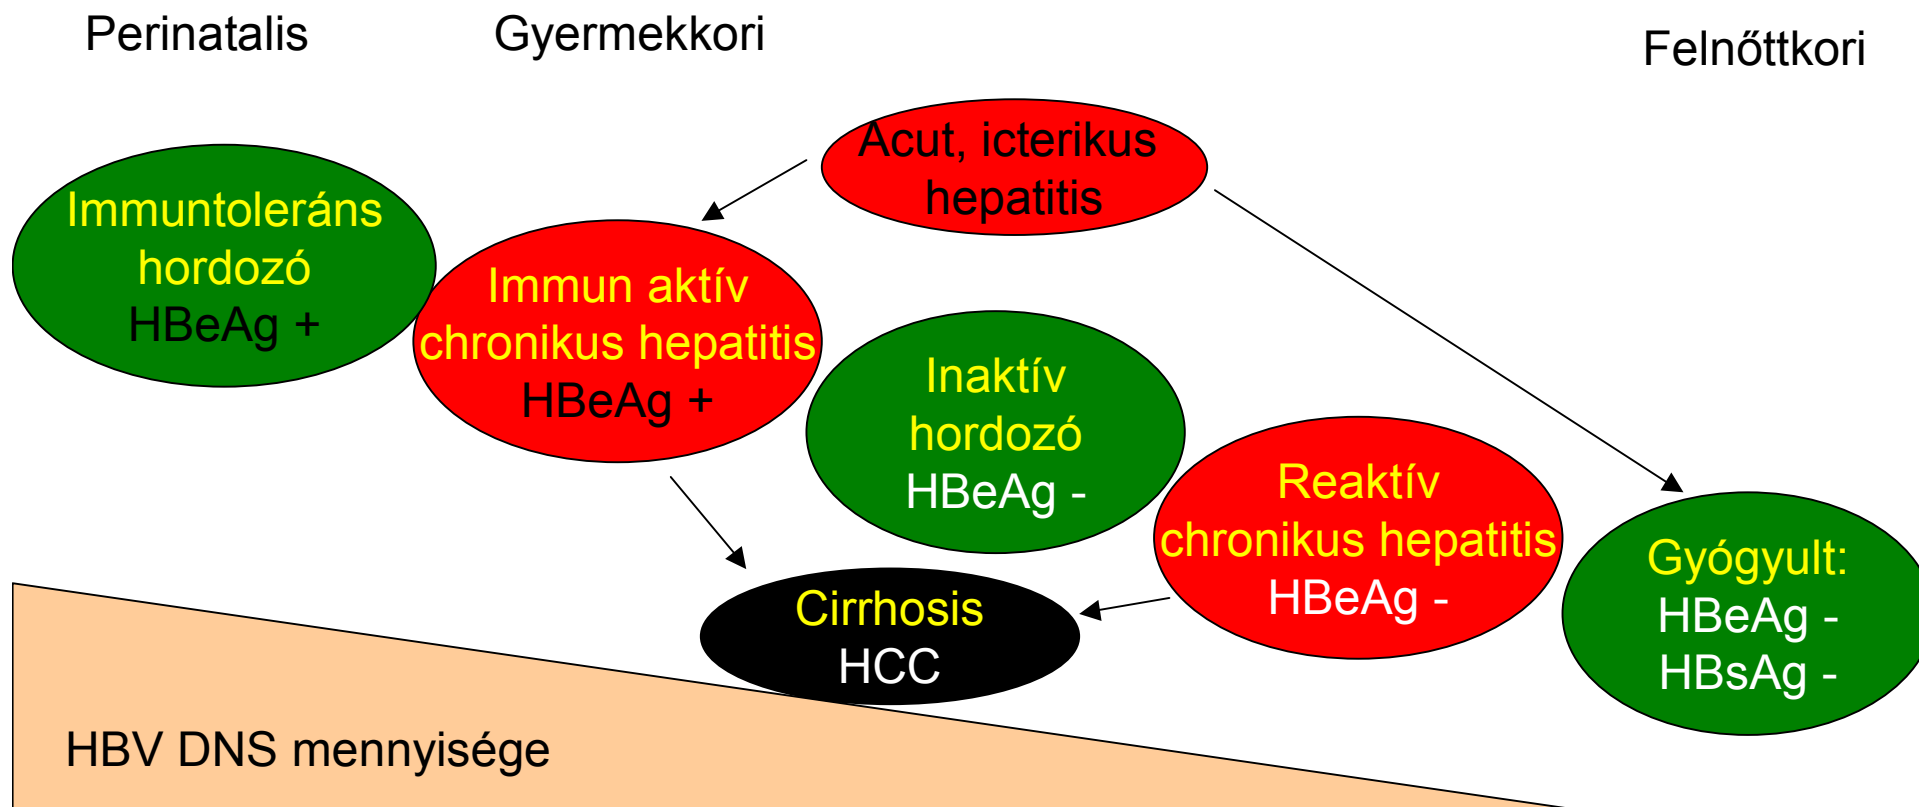 Perinatalis
Gyermekkori
Felnőttkori
Acut, icterikus
hepatitis
Immuntoleráns
hordozó
HBeAg +
Immun aktív
chronikus hepatitis
HBeAg +
Inaktív
hordozó
HBeAg -
Reaktív
chronikus hepatitis
HBeAg -
Gyógyult:
HBeAg -
HBsAg -
Cirrhosis
HCC
HBV DNS mennyisége